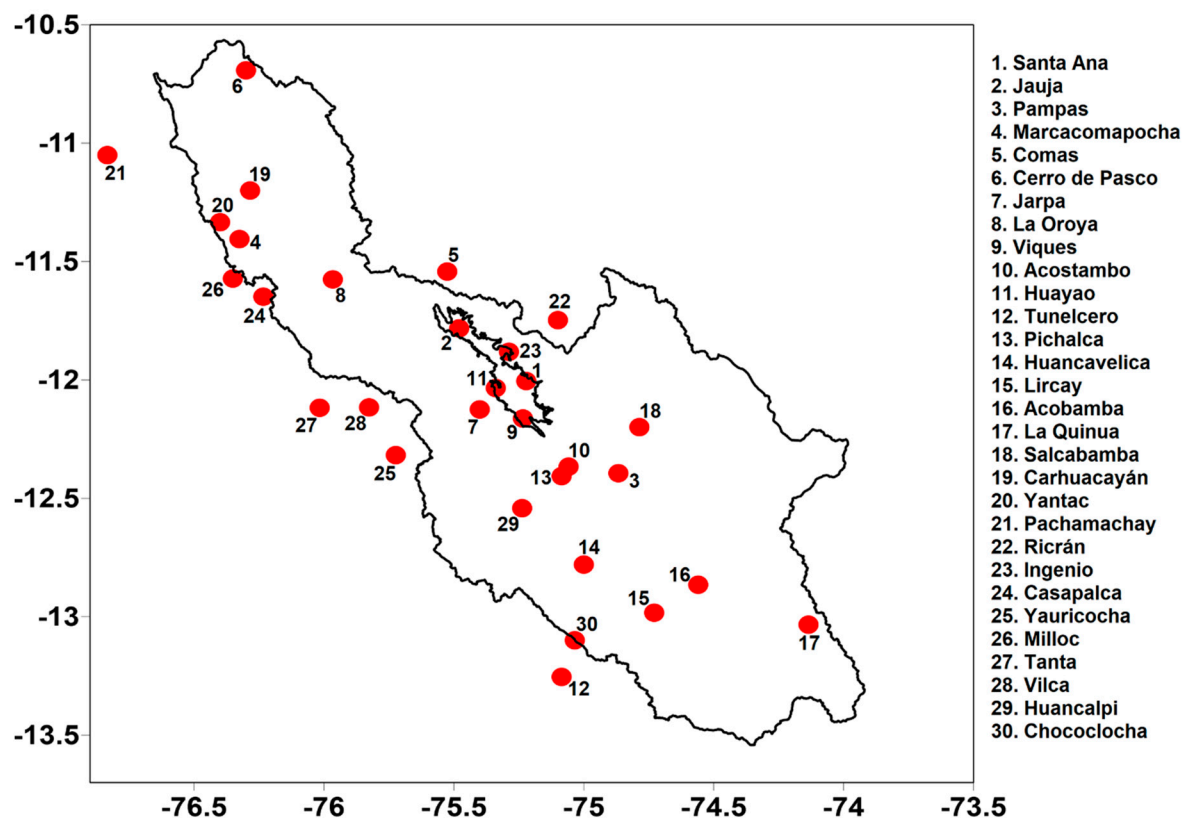 -10.5
-11
-11.5
-12
-12.5
-13
-13.5
-76.5
-76
-75.5
-75
-74.5
-74
-73.5
6
21
19
20
4
5
26
24
8
22
2
23
1
11
27
28
7
9
18
25
10
13
3
29
14
16
15
30
17
12
1. Santa Ana
2. Jauja
3. Pampas
4. Marcacomapocha
5. Comas
6. Cerro de Pasco
7. Jarpa
8. La Oroya
9. Viques
10. Acostambo
11. Huayao
12. Tunelcero
13. Pichalca
14. Huancavelica
15. Lircay
16. Acobamba
17. La Quinua
18. Salcabamba
19. Carhuacayán
20. Yantac
21. Pachamachay
22. Ricrán
23. Ingenio
24. Casapalca
25. Yauricocha
26. Milloc
27. Tanta
28. Vilca
29. Huancalpi
30. Chococlocha